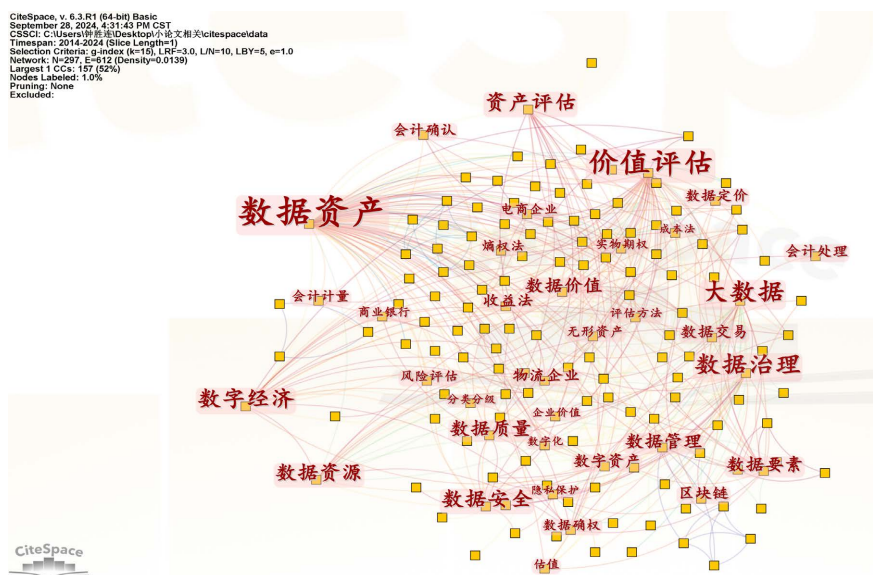 CiteSpace, v. 6.3.R1 (64-bit) Basic
September 28, 2024, 4:31:43 PM CST
CSSCI: C:\Users\钟胜连\Desktop\小论文相关\citespace\data
Timespan: 2014-2024 (Slice Length=1)
Selection Criteria: g-index (k=15), LRF=3.0, L/N=10, LBY=5, e=1.0
Network: N=297, E=612 (Density=0.0139)
Largest 1 CCs: 157 (52%)
Nodes Labeled: 1.0%
Pruning: None
Excluded:
资产评估
会计确认
价值评估
数据定价
数据资产
电商企业
成本法
熵权法
实物期权
会计处理
数据价值
大数据
会计计量
收益法
商业银行
评估方法
无形资产
数据交易
数据治理
风险评估
物流企业
数字经济
分类分级
企业价值
数据质量
数字化
数据管理
数据资源
数字资产
数据要素
数据安全
隐私保护
区块链
数据确权
估值
CiteSpace